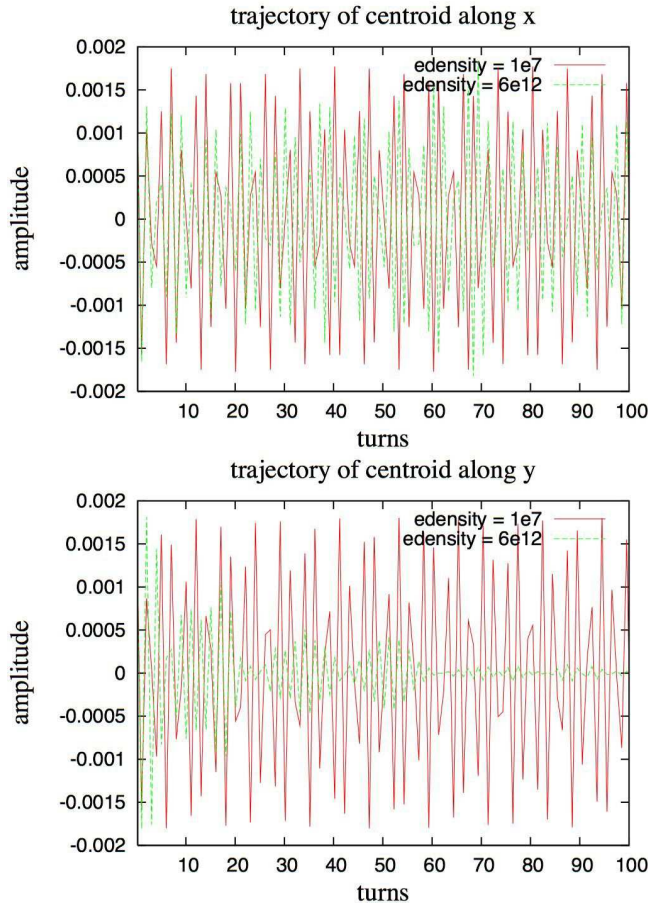 trajectory of centroid along x
0.002
0.0015
0.001
0.0005
0
-0.0005
-0.001
-0.0015
-0.002
amplitude
edensity = 1e7
edensity = 6e12
10 20 30 40 50 60 70 80 90 100
turns
trajectory of centroid along y
0.002
0.0015
0.001
0.0005
0
-0.0005
-0.001
-0.0015
-0.002
amplitude
edensity = 1e7
edensity = 6e12
10 20 30 40 50 60 70 80 90 100
turns